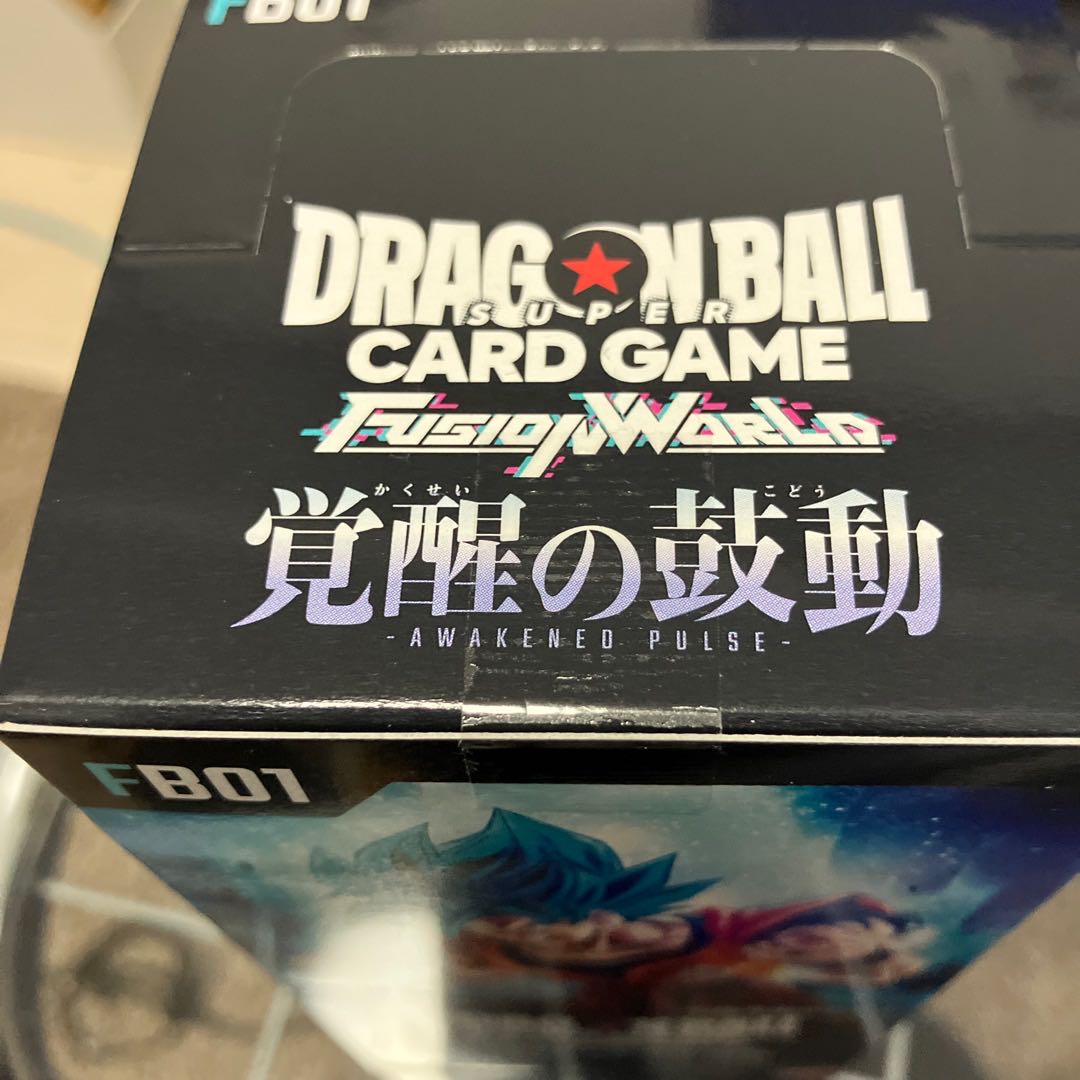 FB01
DRAGON BALL
SUPER
CARD GAME
FUSION WORLD
かくせい こどう
覚醒の鼓動
-AWAKENED PULSE-
FB01